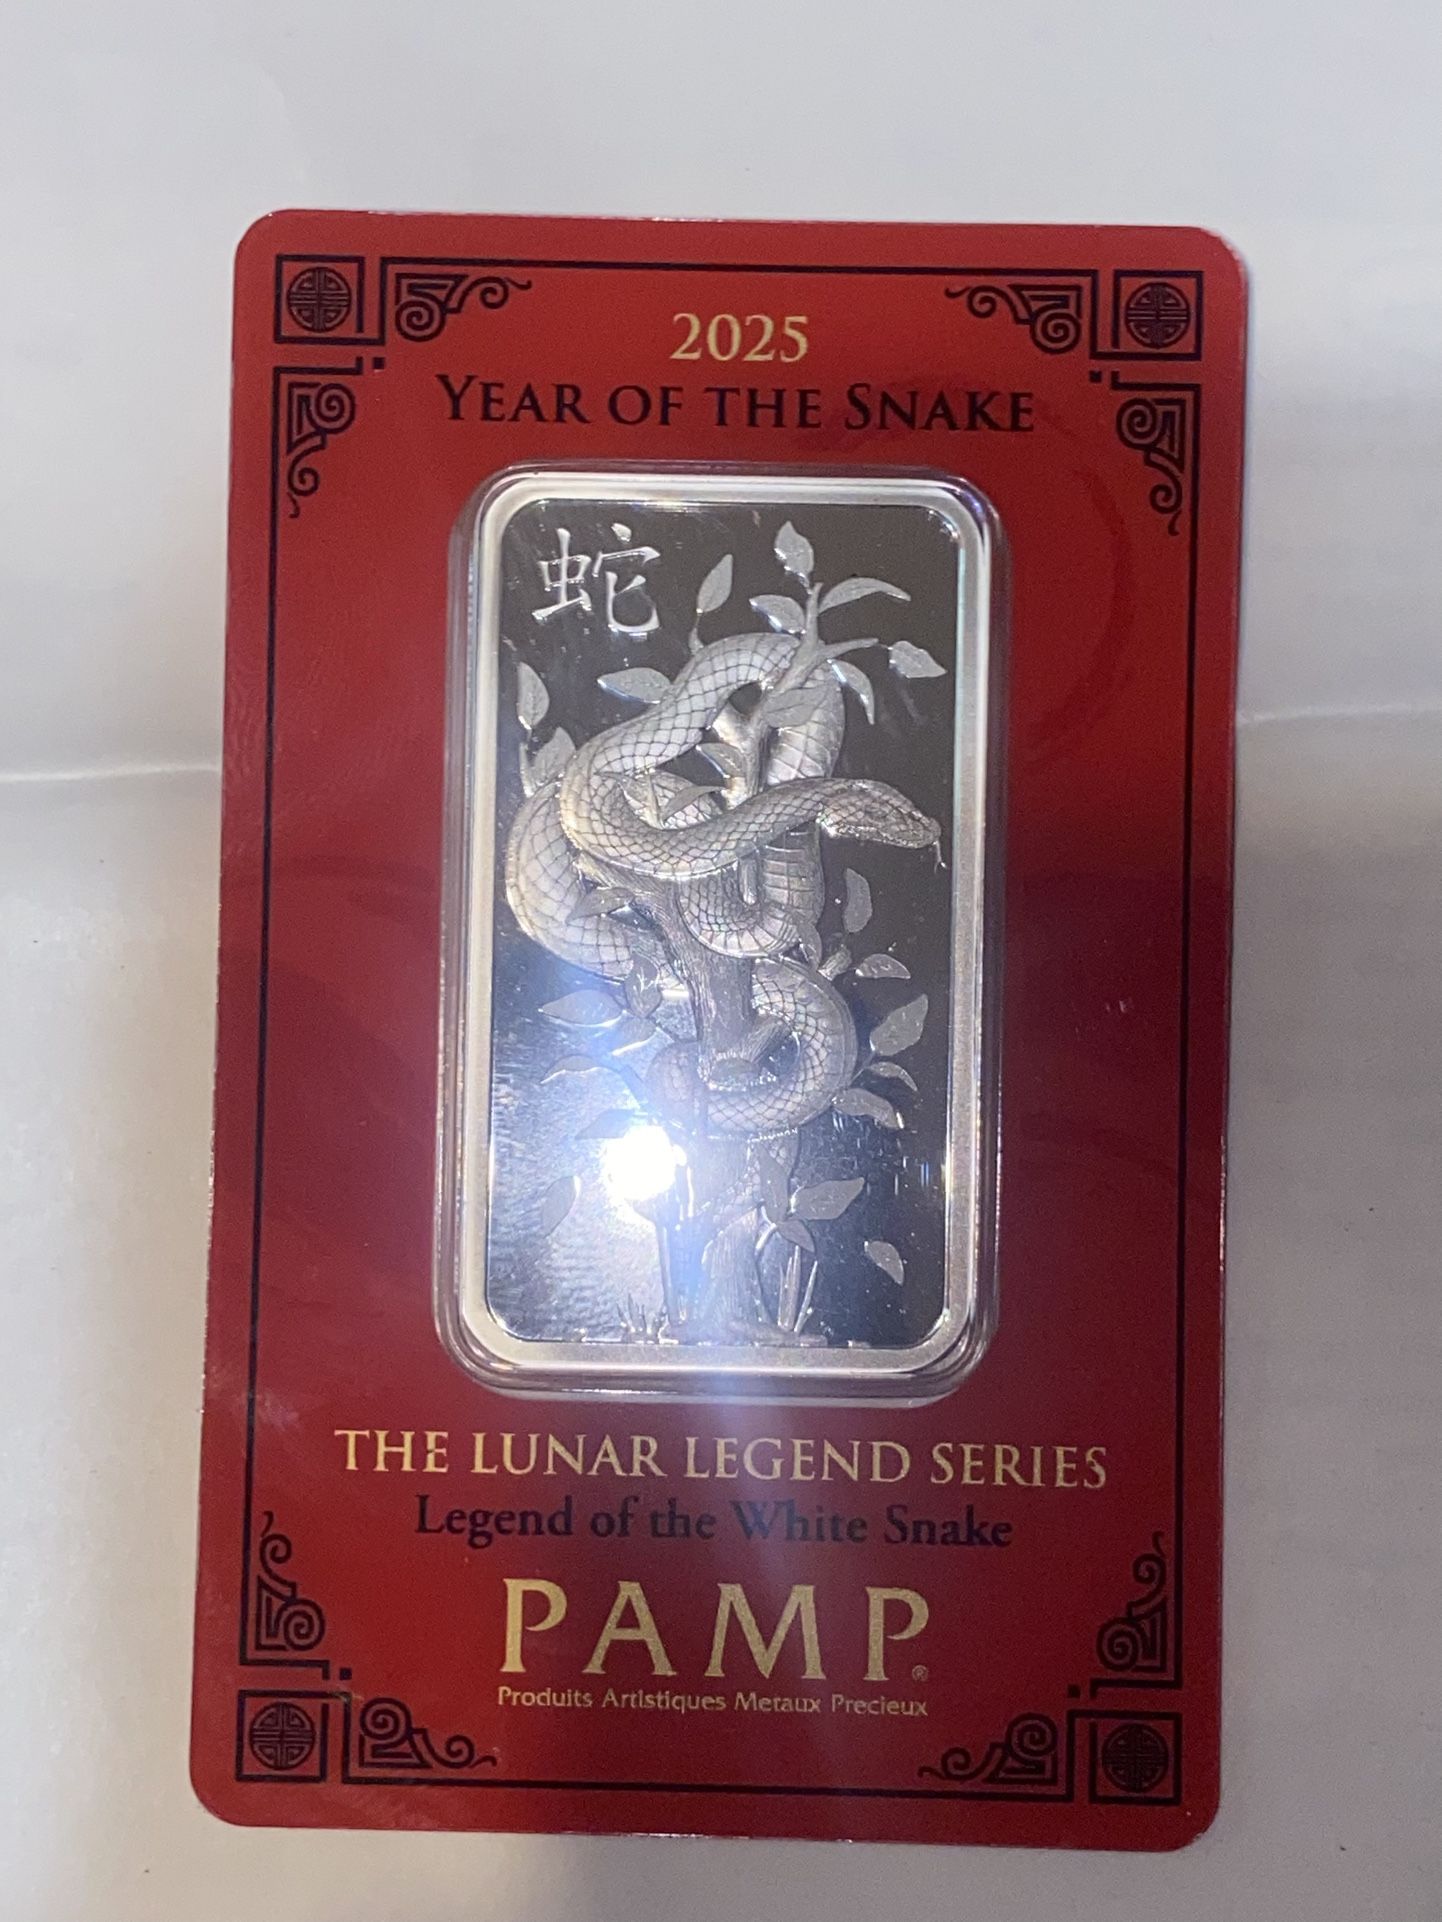 2025
YEAR OF THE SNAKE
蛇
THE LUNAR LEGEND SERIES
Legend of the White Snake
PAMP®
Produits Artistiques Metaux Precieux